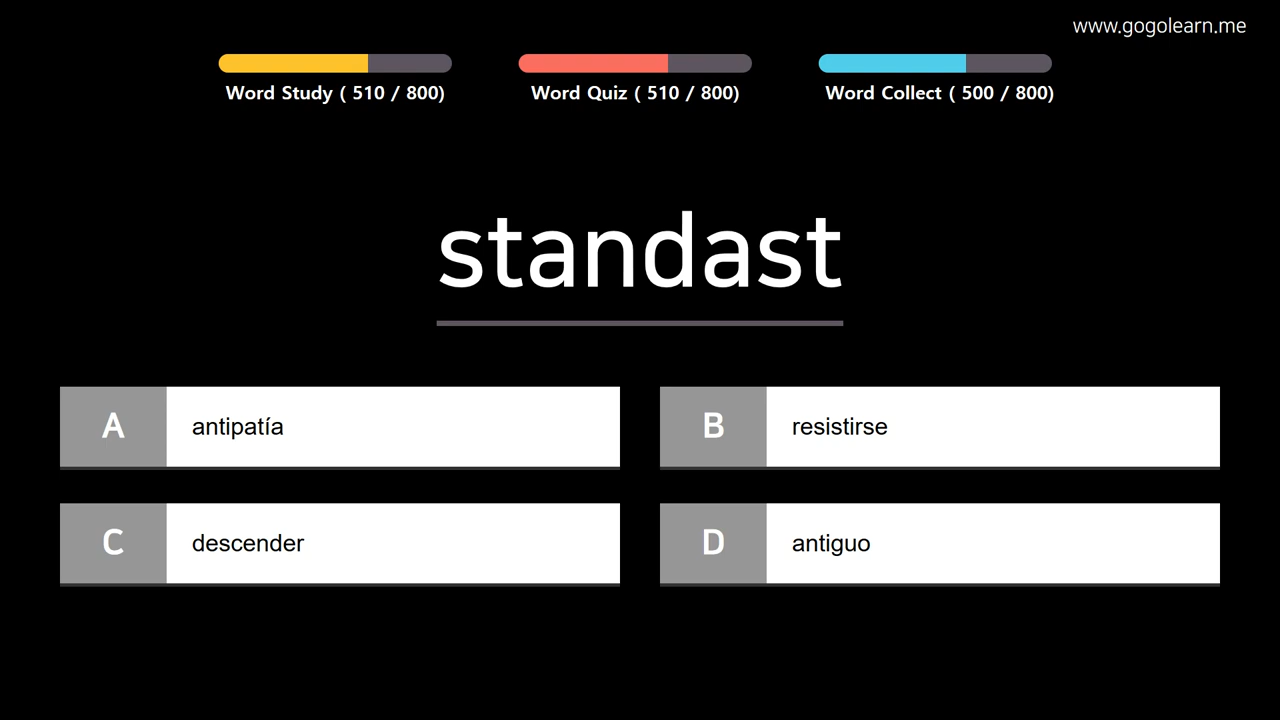 www.gogolearn.me
Word Study ( 510 / 800)
Word Quiz ( 510 / 800)
Word Collect ( 500 / 800)
standast
A antipatía
B resistirse
C descender
D antiguo